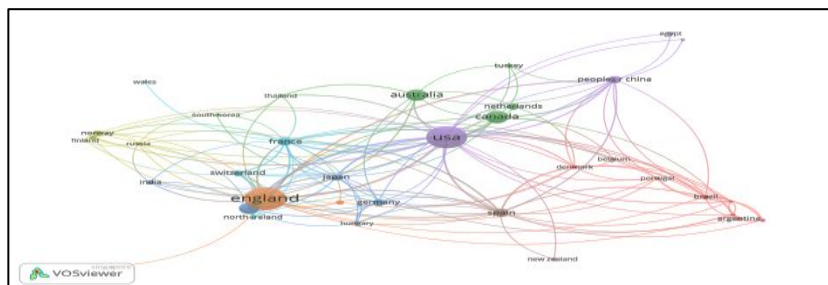 egypt
turkey
peoples r china
wales
australia
thailand
netherlands
south korea
canada
norway
usa
finland
russia
france
belgium
denmark
switzerland
japan
portugal
india
england
germany
brazil
north ireland
spain
argentina
hungary
new zealand
singapore
VOSviewer